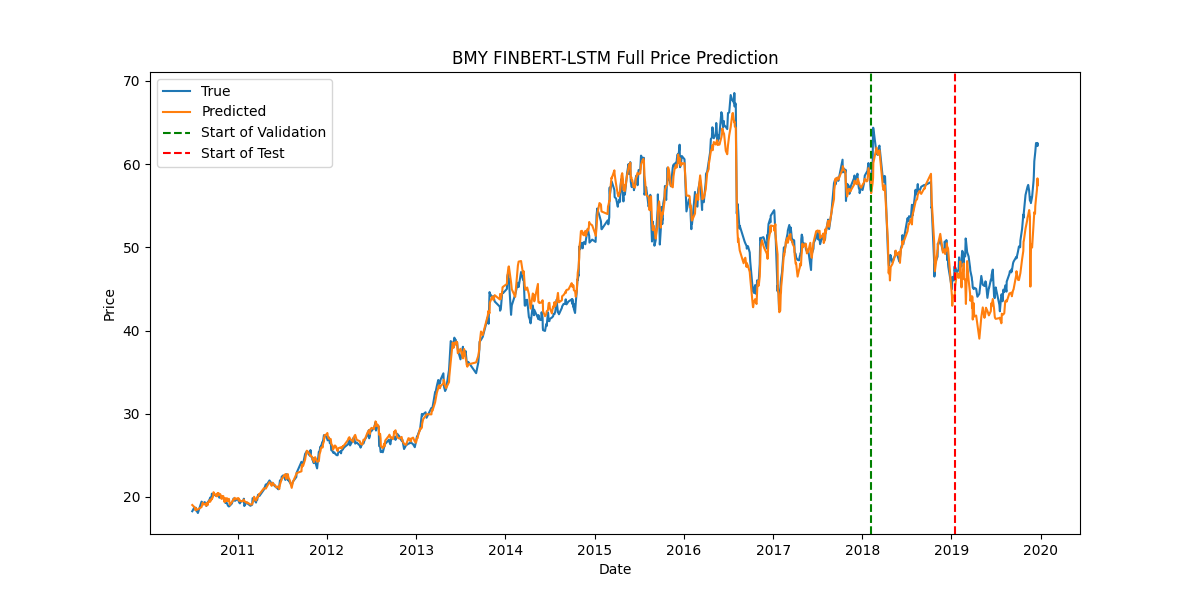 BMY FINBERT-LSTM Full Price Prediction
True
Predicted
Start of Validation
Start of Test
70
60
50
40
30
20
Price
2011 2012 2013 2014 2015 2016 2017 2018 2019 2020
Date